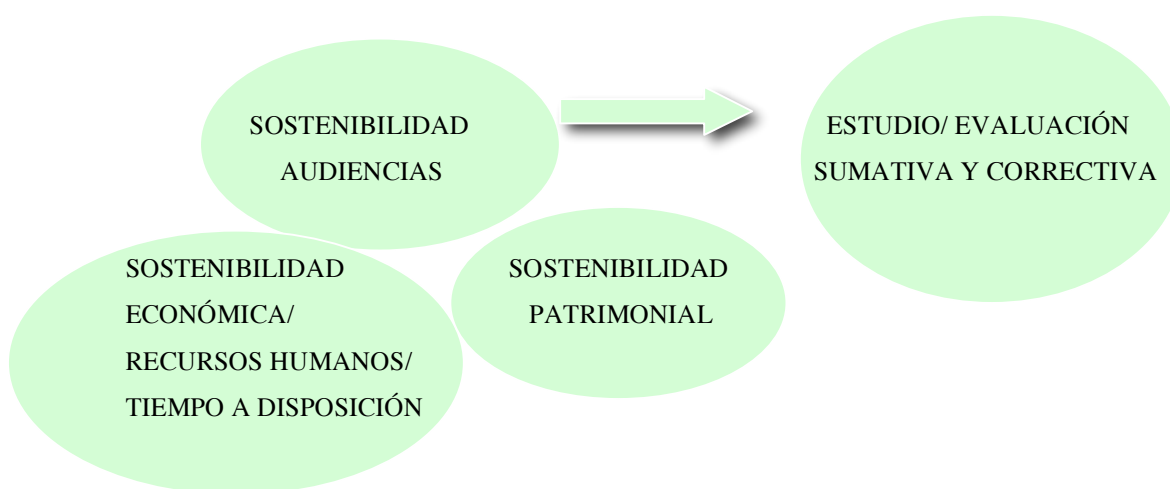 SOSTENIBILIDAD
AUDIENCIAS
ESTUDIO/ EVALUACIÓN
SUMATIVA Y CORRECTIVA
SOSTENIBILIDAD
ECONÓMICA/
RECURSOS HUMANOS/
TIEMPO A DISPOSICIÓN
SOSTENIBILIDAD
PATRIMONIAL